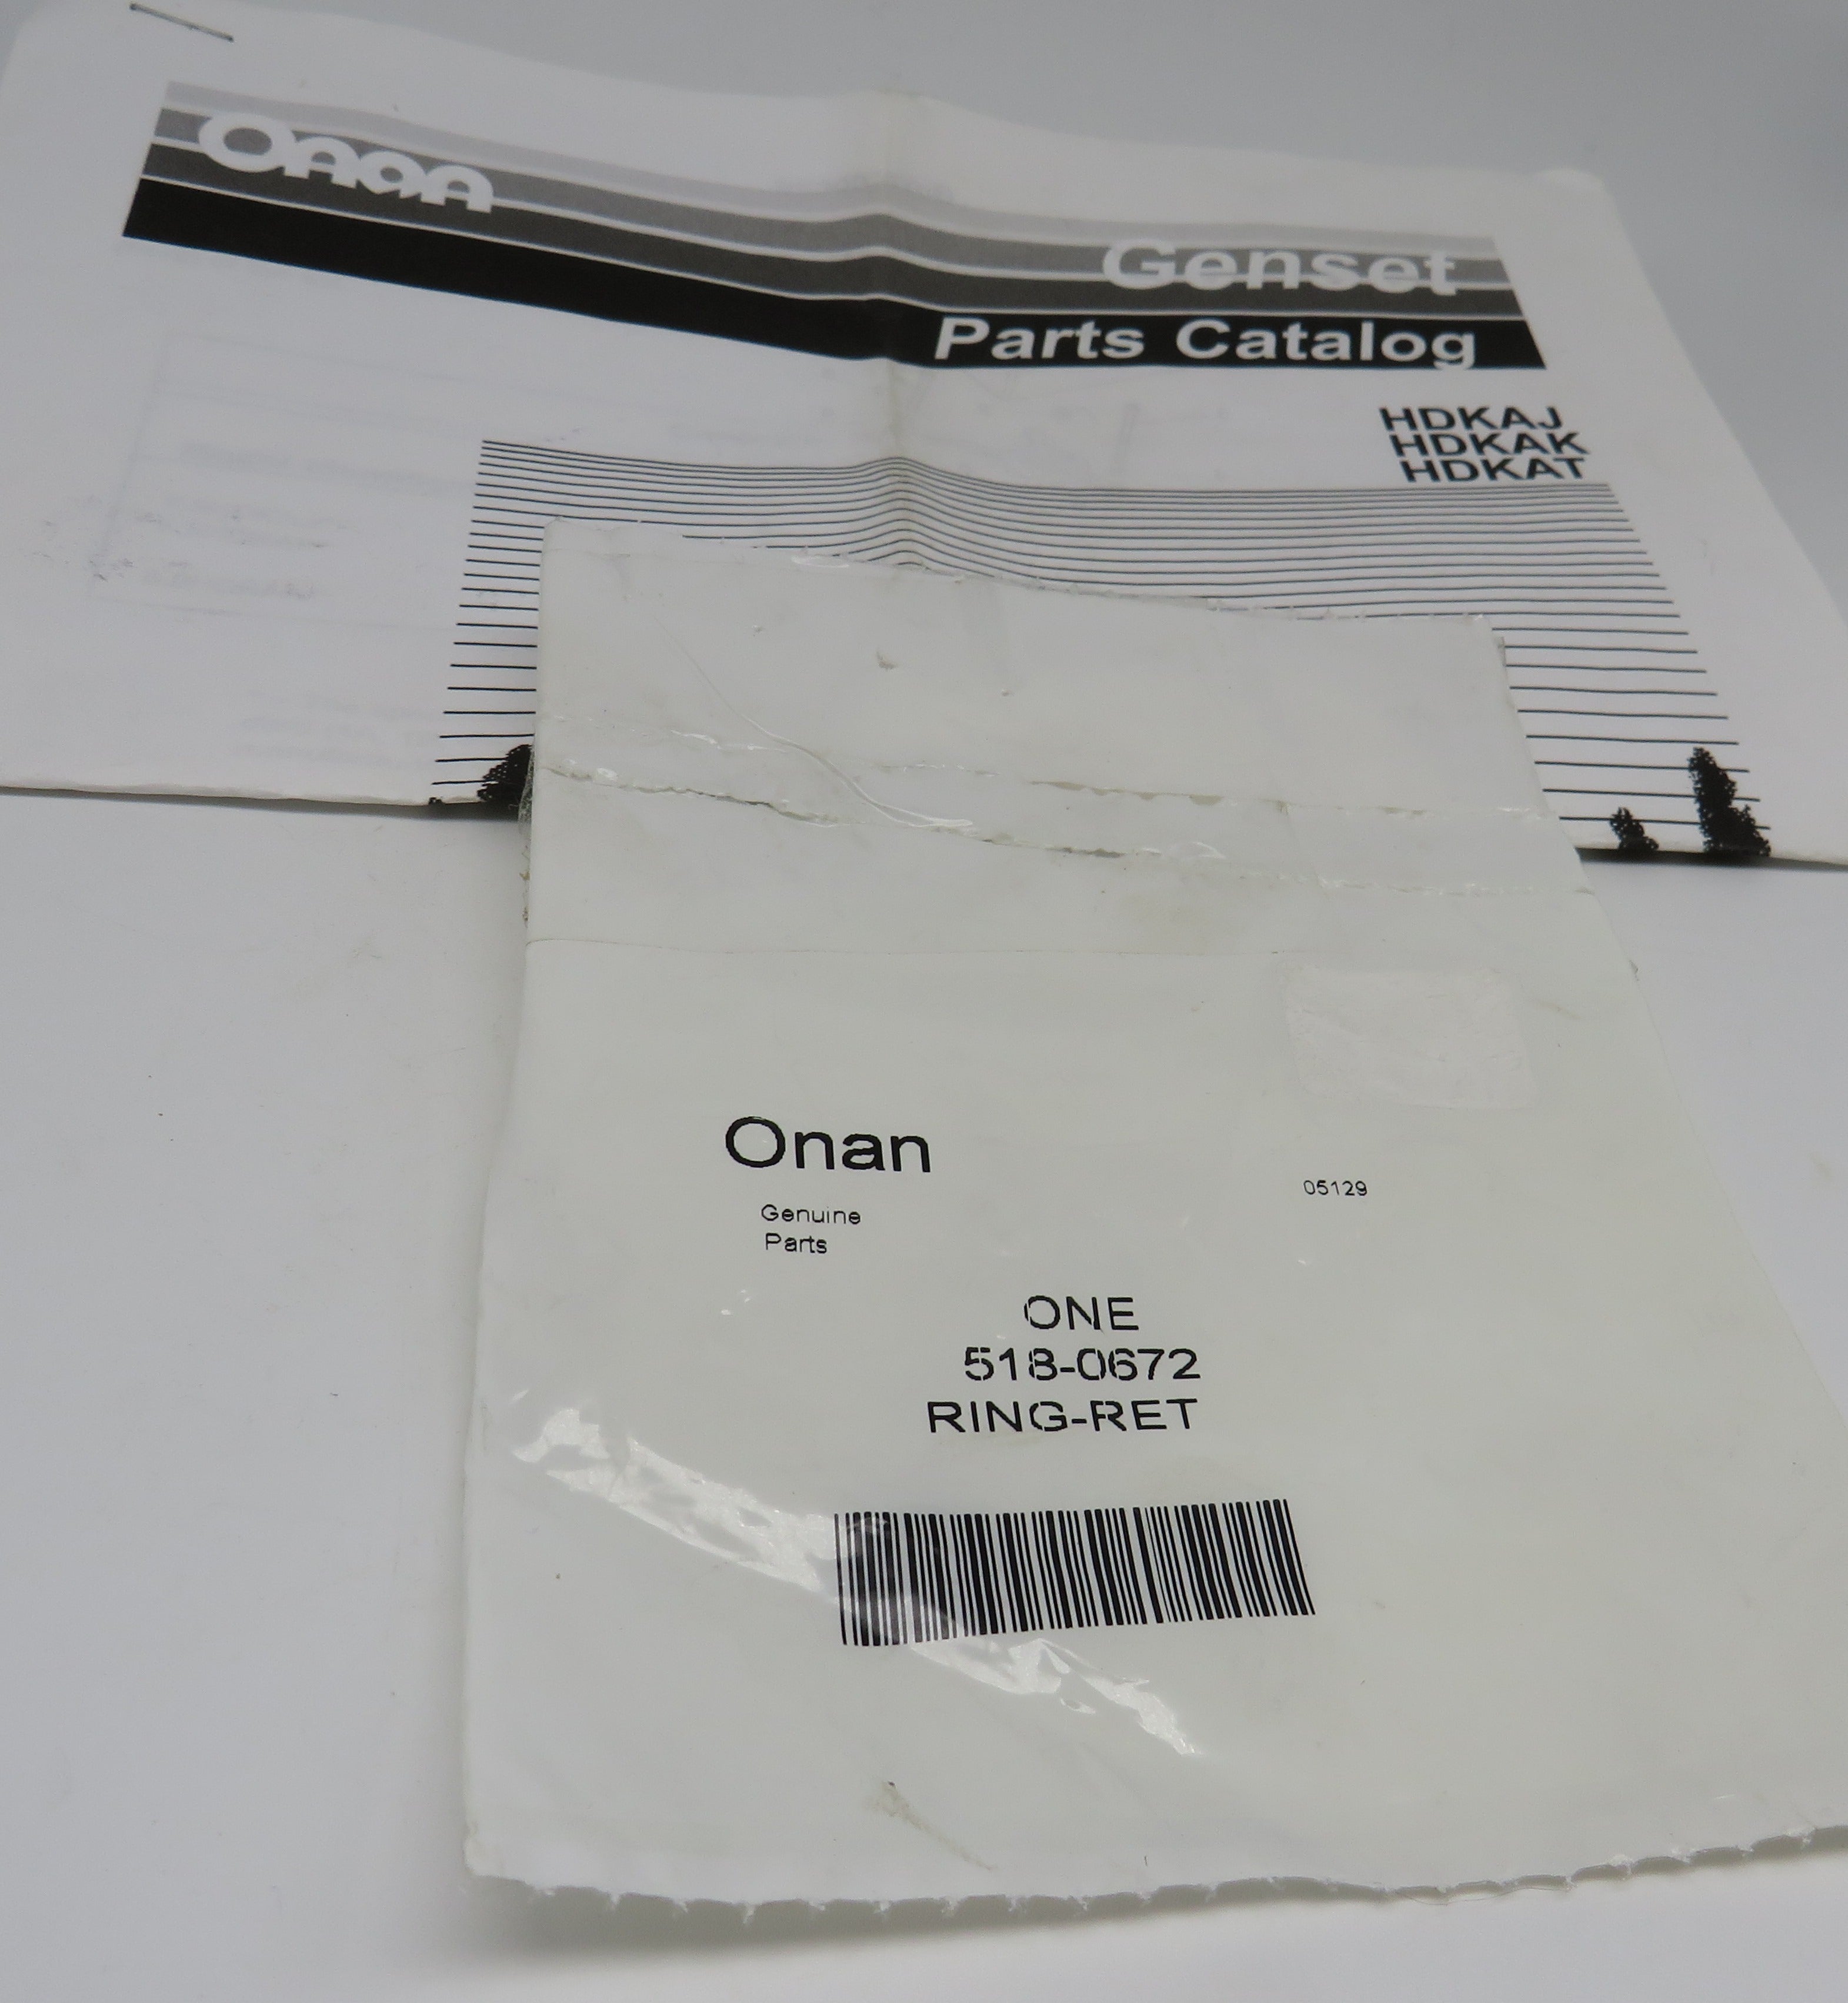 Onan
Genset
Parts Catalog
HDKAJ
HDKAK
HDKAT
Onan
Genuine
Parts
05129
ONE
518-0672
RING-RET